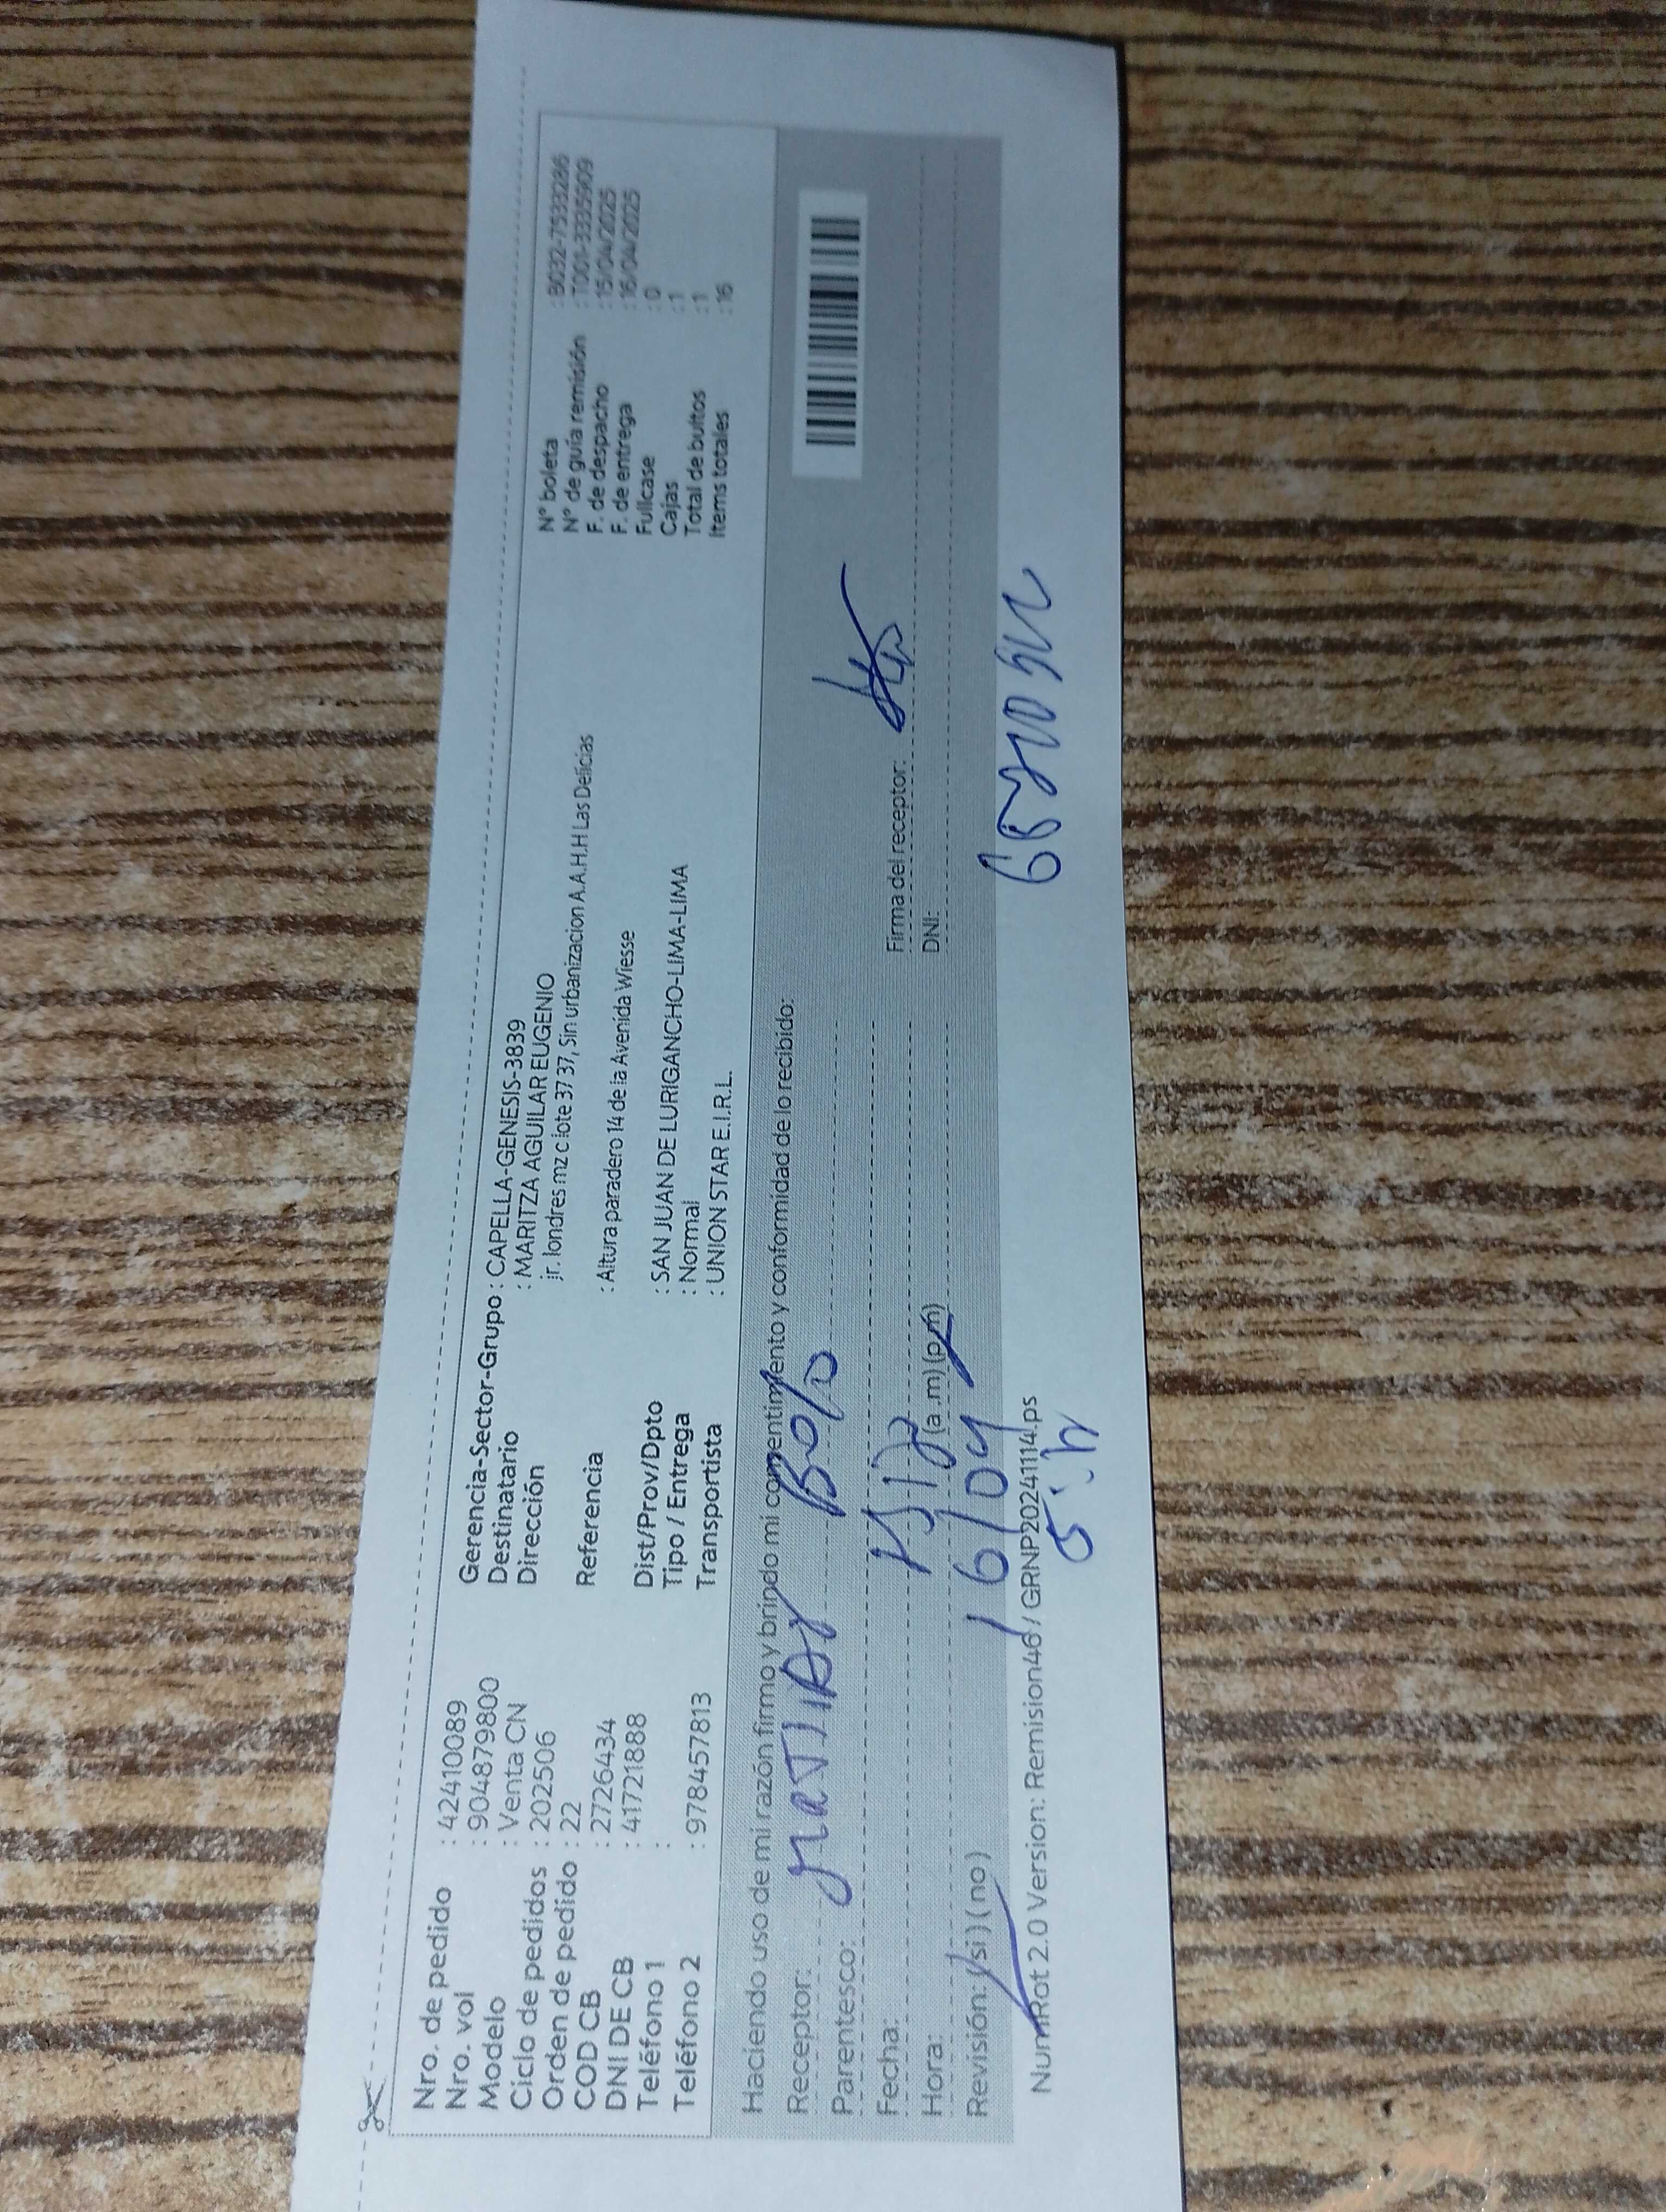 Nro. de pedido : 42410089
Nro. vol : 90487979800
Modelo : Venta CN
Ciclo de pedidos : 202506
Orden de pedido : 22
COD CB : 2726434
DNI DE CB : 41721888
Teléfono 1 :
Teléfono 2 : 978457813
Gerencia-Sector-Grupo : CAPELLA-GENESIS-3839
Destinatario : MARITZA AGUILAR EUGENIO
Dirección jr. londres mz c lote 37 37, Sin urbanizacion A.A.H.H Las Delicias
Referencia : Altura paradero 14 de la Avenida Wiesse
Dist/Prov/Dpto : SAN JUAN DE LURIGANCHO-LIMA-LIMA
Tipo / Entrega : Normal
Transportista : UNION STAR E.I.R.L.
N° boleta : B032-7533286
N° de guía remisión : T001-33335909
F. de despacho : 15/04/2025
F. de entrega : 16/04/2025
Fullcase : 0
Cajas : 1
Total de bultos : 1
Items totales : 16
Haciendo uso de mi razón firmo y brindo mi consentimiento y conformidad de lo recibido:
Receptor:
Parentesco:
Fecha: 16/04
Hora: (a.m) (p.m)
Revisión: (si) (no)
Firma del receptor:
DNI:
NumRot 2.0 Version: Remision46 / GRNP20241114.ps